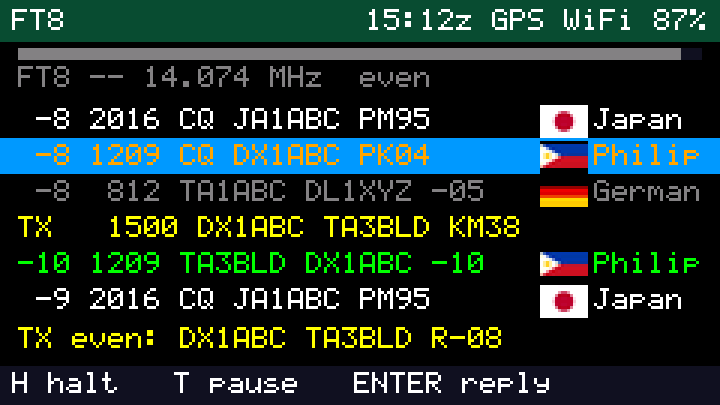 FT8 15:12z GPS WiFi 87%
FT8 -- 14.074 MHz even
-8 2016 CQ JA1ABC PM95 Japan
-8 1209 CQ DX1ABC PK04 Philip
-8 812 TA1ABC DL1XYZ -05 German
TX 1500 DX1ABC TA3BLD KM38
-10 1209 TA3BLD DX1ABC -10 Philip
-9 2016 CQ JA1ABC PM95 Japan
TX even: DX1ABC TA3BLD R-08
H halt T pause ENTER reply